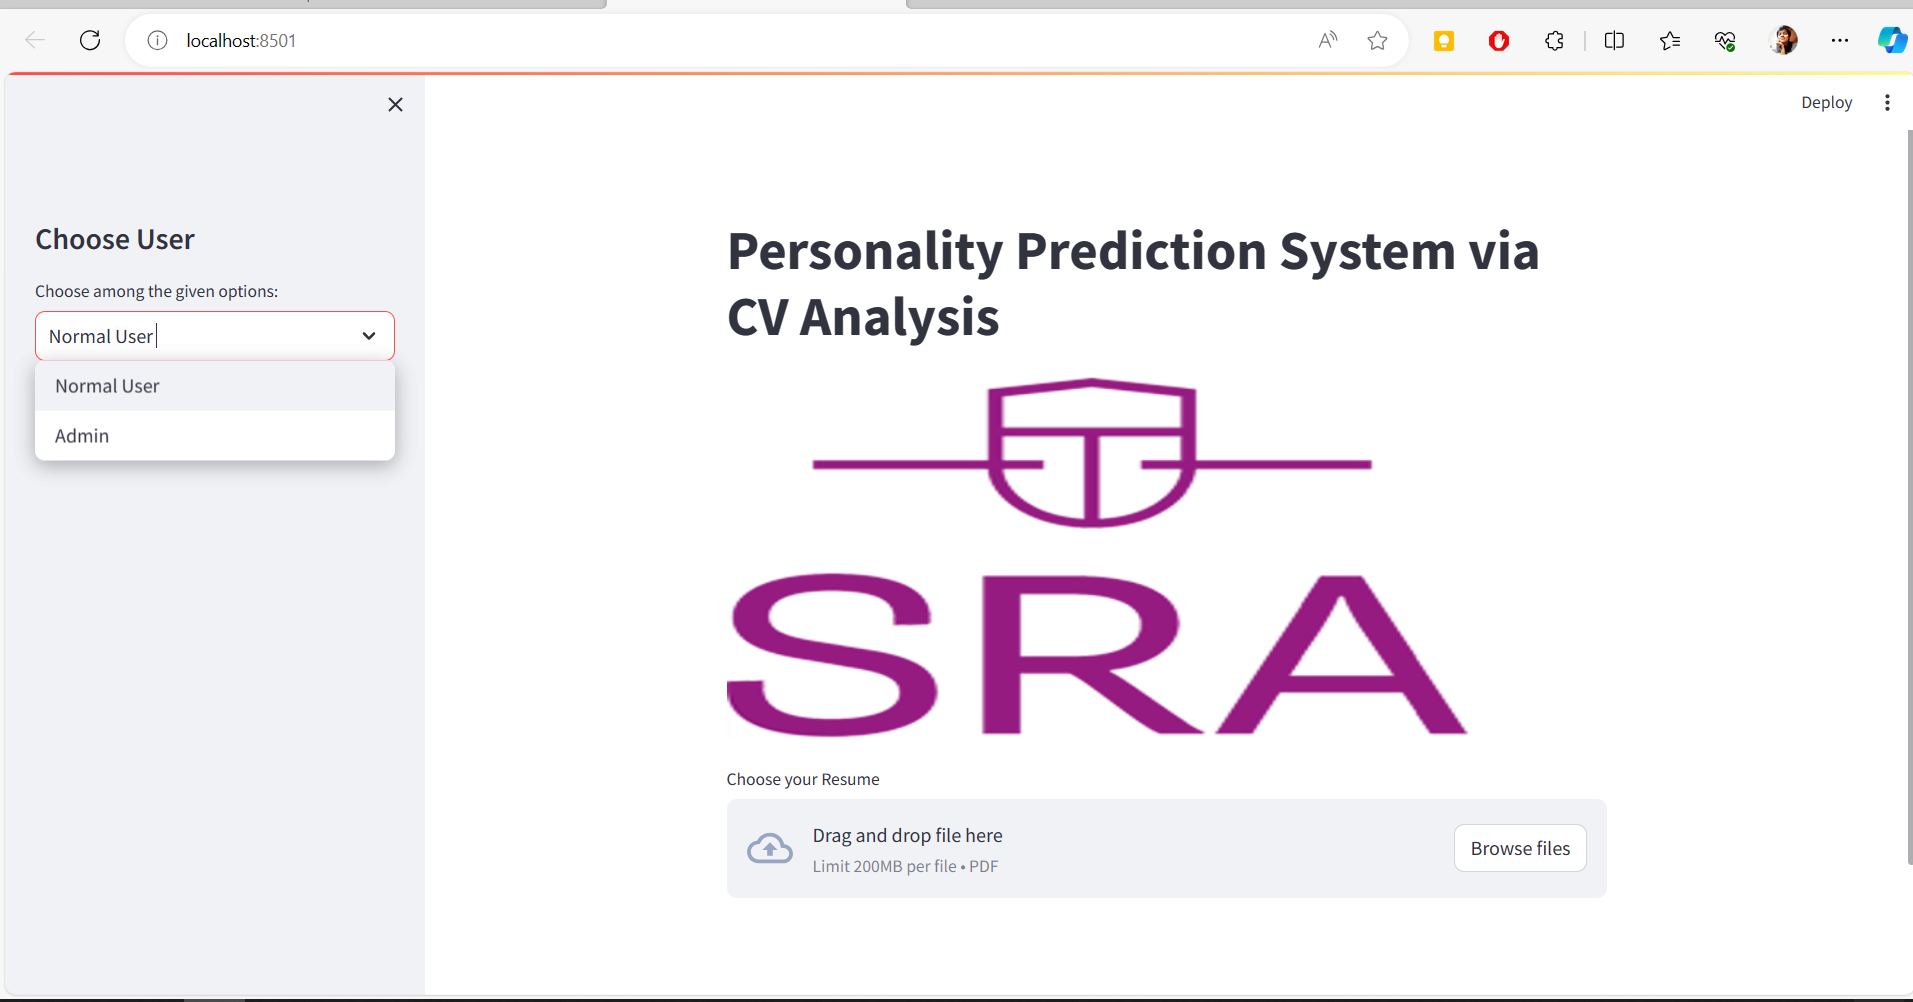 localhost:8501
Deploy
Choose User
Choose among the given options:
Normal User
Normal User
Admin
Personality Prediction System via
CV Analysis
SRA
Choose your Resume
Drag and drop file here
Limit 200MB per file • PDF
Browse files